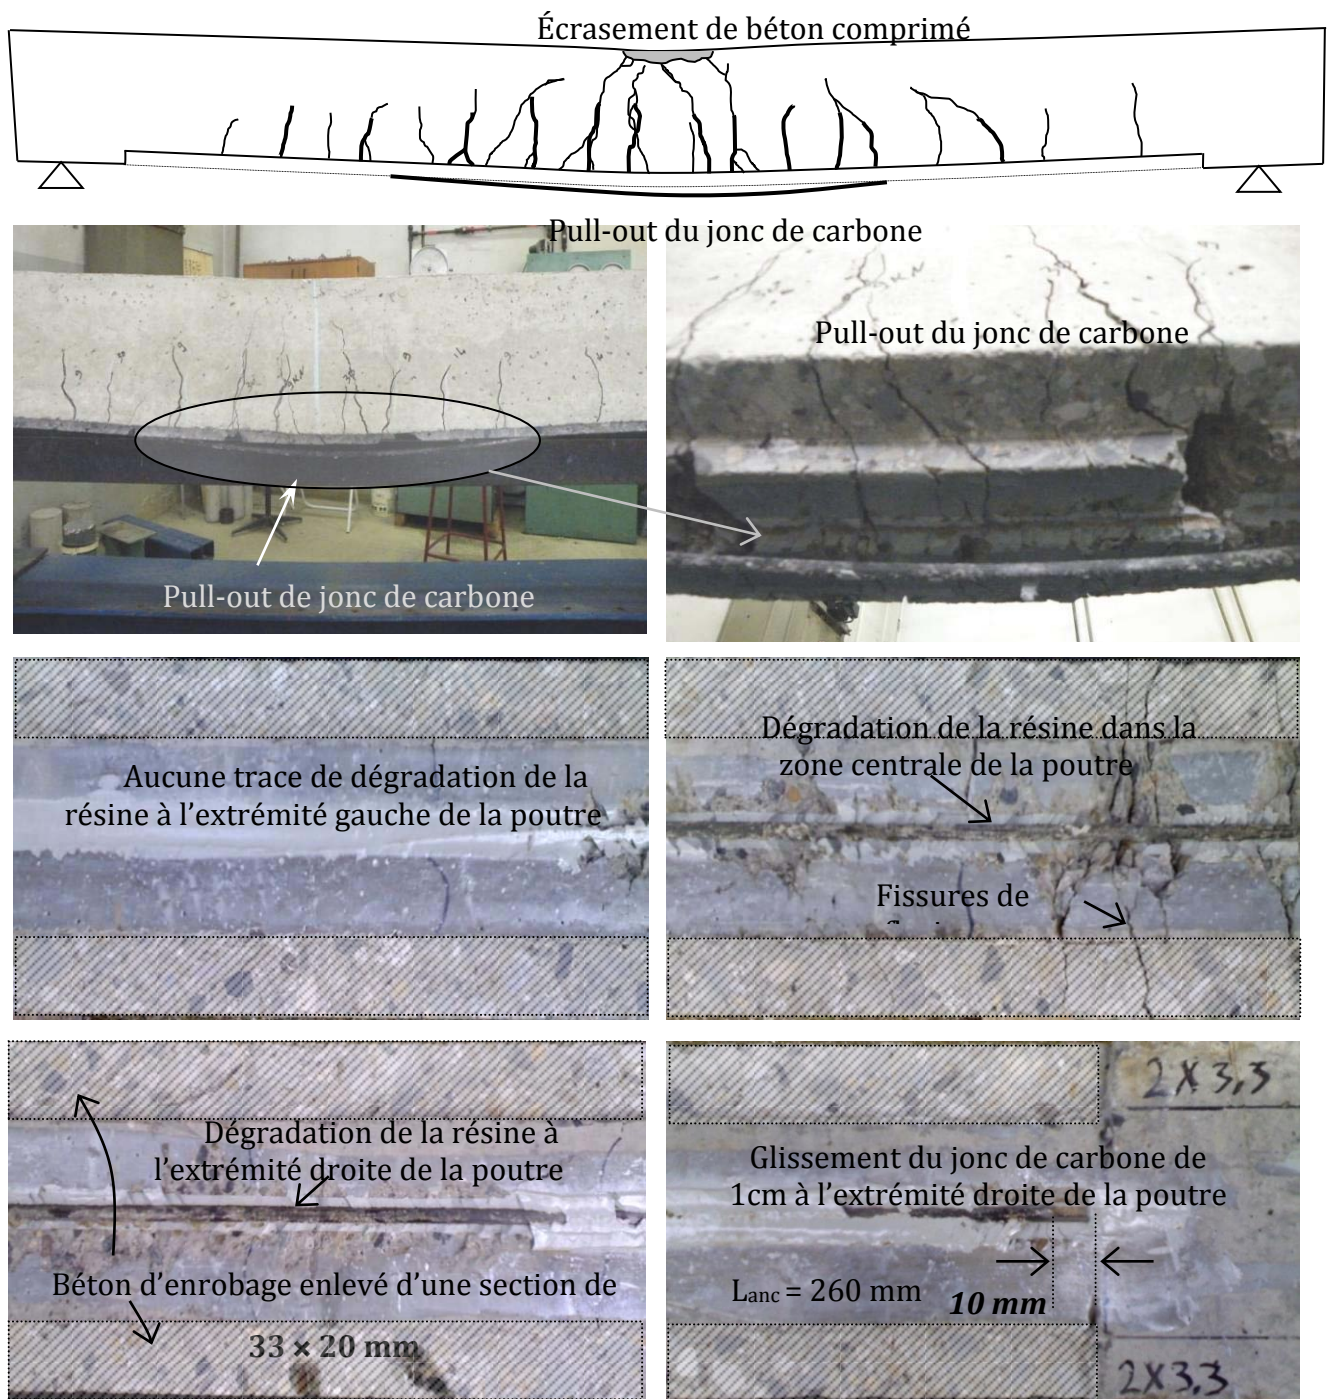 Écrasement de béton comprimé
Pull-out du jonc de carbone
Pull-out du jonc de carbone
Pull-out de jonc de carbone
Aucune trace de dégradation de la
résine à l'extrémité gauche de la poutre
Dégradation de la résine dans la
zone centrale de la poutre
Fissures de
Dégradation de la résine à
l'extrémité droite de la poutre
Béton d'enrobage enlevé d'une section de
33 × 20 mm
2 X 3,3
Glissement du jonc de carbone de
1cm à l'extrémité droite de la poutre
Lanc = 260 mm
10 mm
2 X 3.3